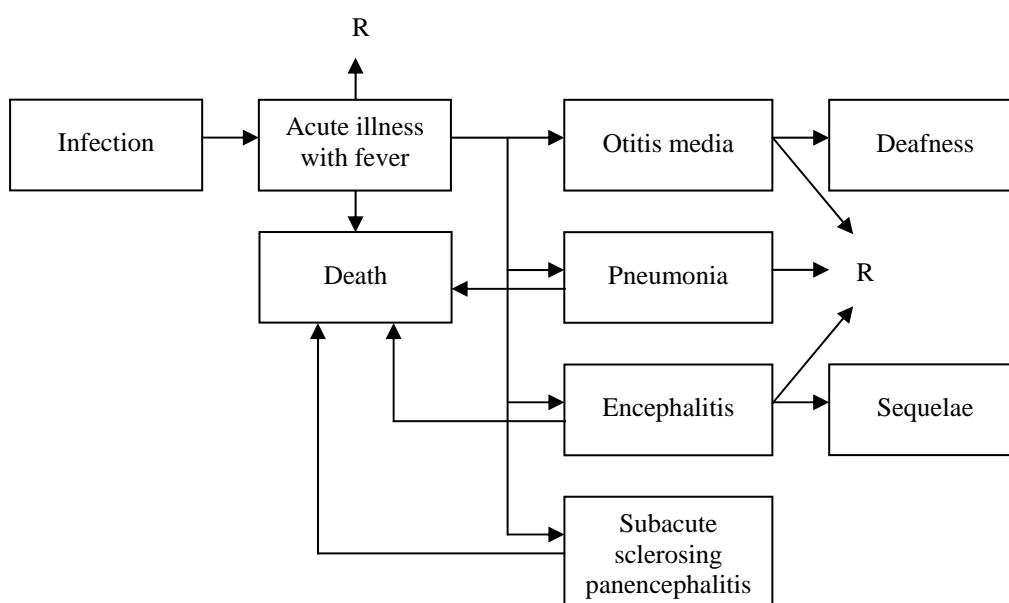 R
Infection
Acute illness
with fever
Otitis media
Deafness
Death
Pneumonia
R
Encephalitis
Sequelae
Subacute
sclerosing
panencephalitis